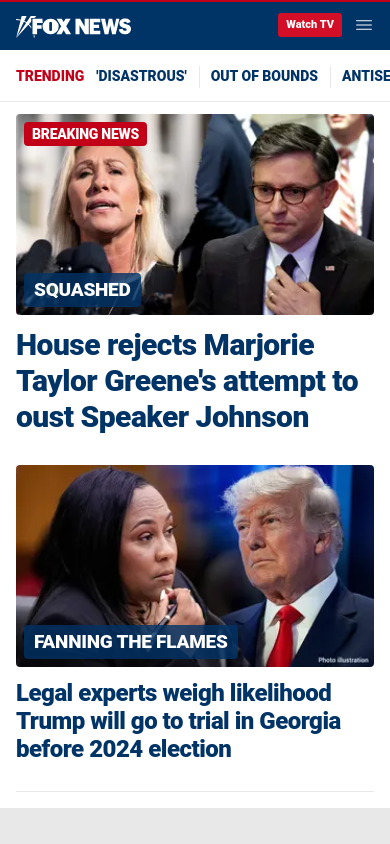 FOX NEWS
Watch TV
TRENDING 'DISASTROUS' OUT OF BOUNDS ANTISE
BREAKING NEWS
SQUASHED
House rejects Marjorie
Taylor Greene's attempt to
oust Speaker Johnson
FANNING THE FLAMES
Photo illustration
Legal experts weigh likelihood
Trump will go to trial in Georgia
before 2024 election